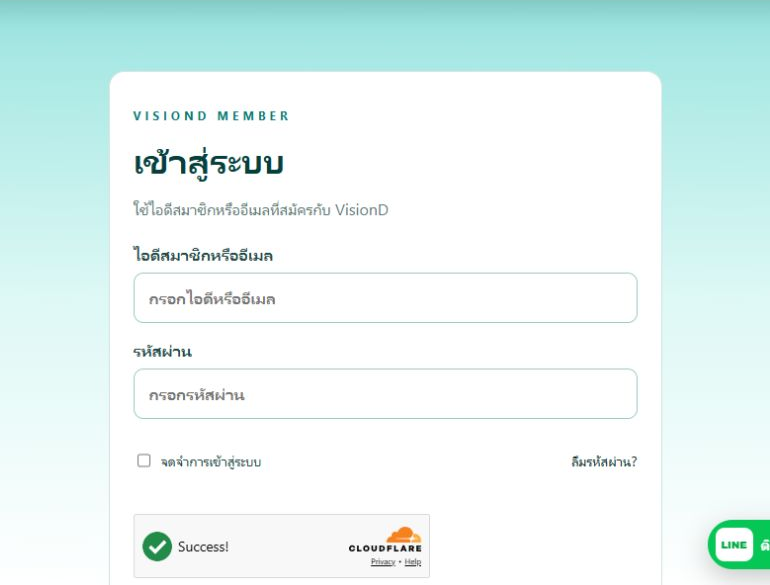 VISIOND MEMBER
เข้าสู่ระบบ
ใช้ไอดีสมาชิกหรืออีเมลที่สมัครกับ VisionD
ไอดีสมาชิกหรืออีเมล
กรอกไอดีหรืออีเมล
รหัสผ่าน
กรอกรหัสผ่าน
จดจำการเข้าสู่ระบบ ลืมรหัสผ่าน?
Success! CLOUDFLARE
Privacy • Help
LINE